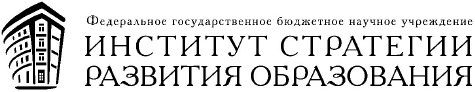 Федеральное государственное бюджетное научное учреждение
ИНСТИТУТ СТРАТЕГИИ
РАЗВИТИЯ ОБРАЗОВАНИЯ